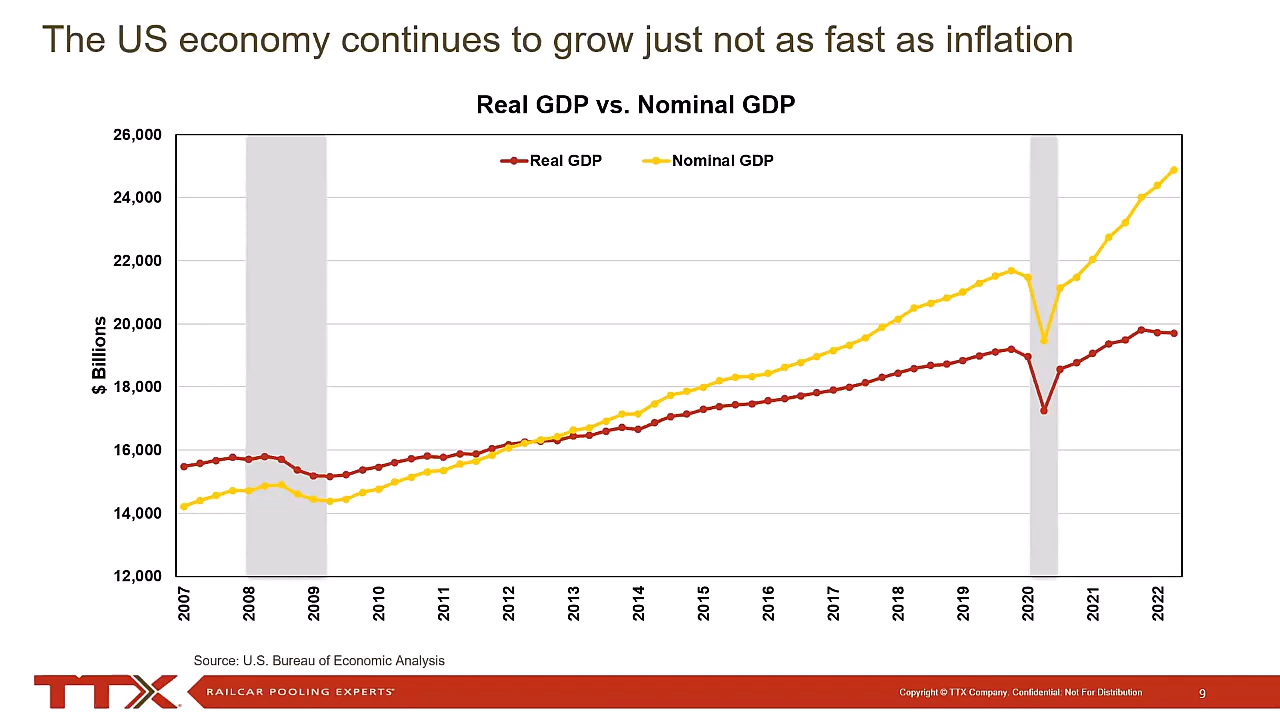 The US economy continues to grow just not as fast as inflation
Real GDP vs. Nominal GDP
Real GDP
Nominal GDP
$ Billions
26,000
24,000
22,000
20,000
18,000
16,000
14,000
12,000
2007
2008
2009
2010
2011
2012
2013
2014
2015
2016
2017
2018
2019
2020
2021
2022
Source: U.S. Bureau of Economic Analysis
TTX
RAILCAR POOLING EXPERTS
Copyright © TTX Company. Confidential: Not For Distribution
9